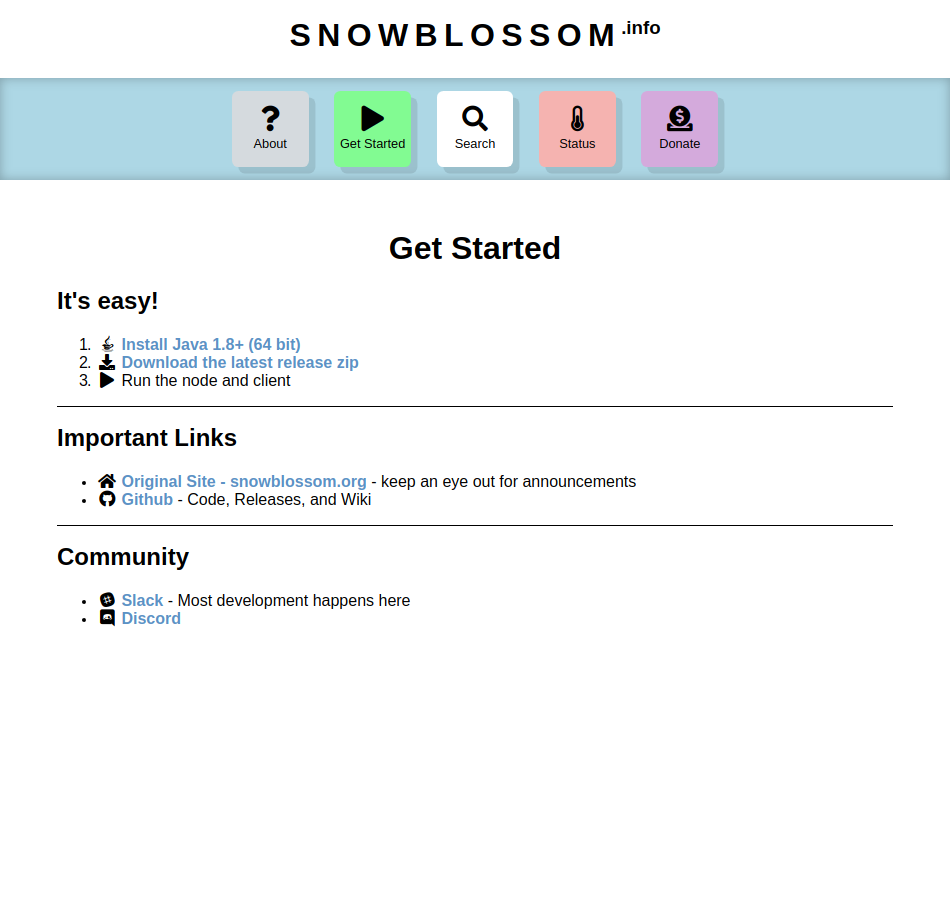 SNOWBLOSSOM.info
About
Get Started
Search
Status
Donate
Get Started
It's easy!
1. Install Java 1.8+ (64 bit)
2. Download the latest release zip
3. Run the node and client
Important Links
• Original Site - snowblossom.org - keep an eye out for announcements
• Github - Code, Releases, and Wiki
Community
• Slack - Most development happens here
• Discord